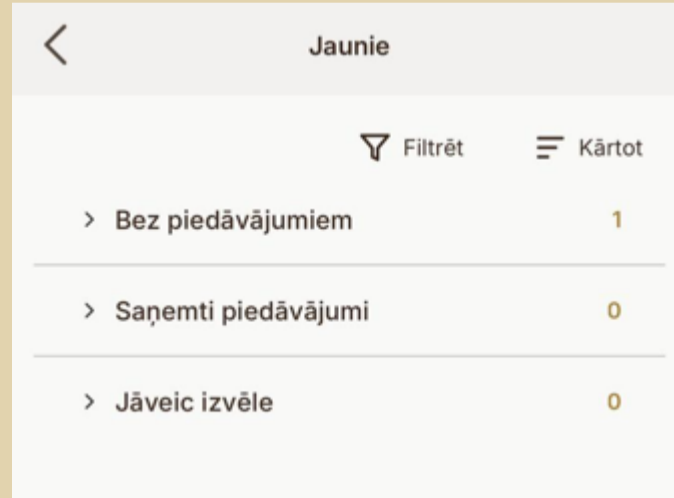 Jaunie
Filtrēt Kārtot
Bez piedāvājumiem 1
Saņemti piedāvājumi 0
Jāveic izvēle 0